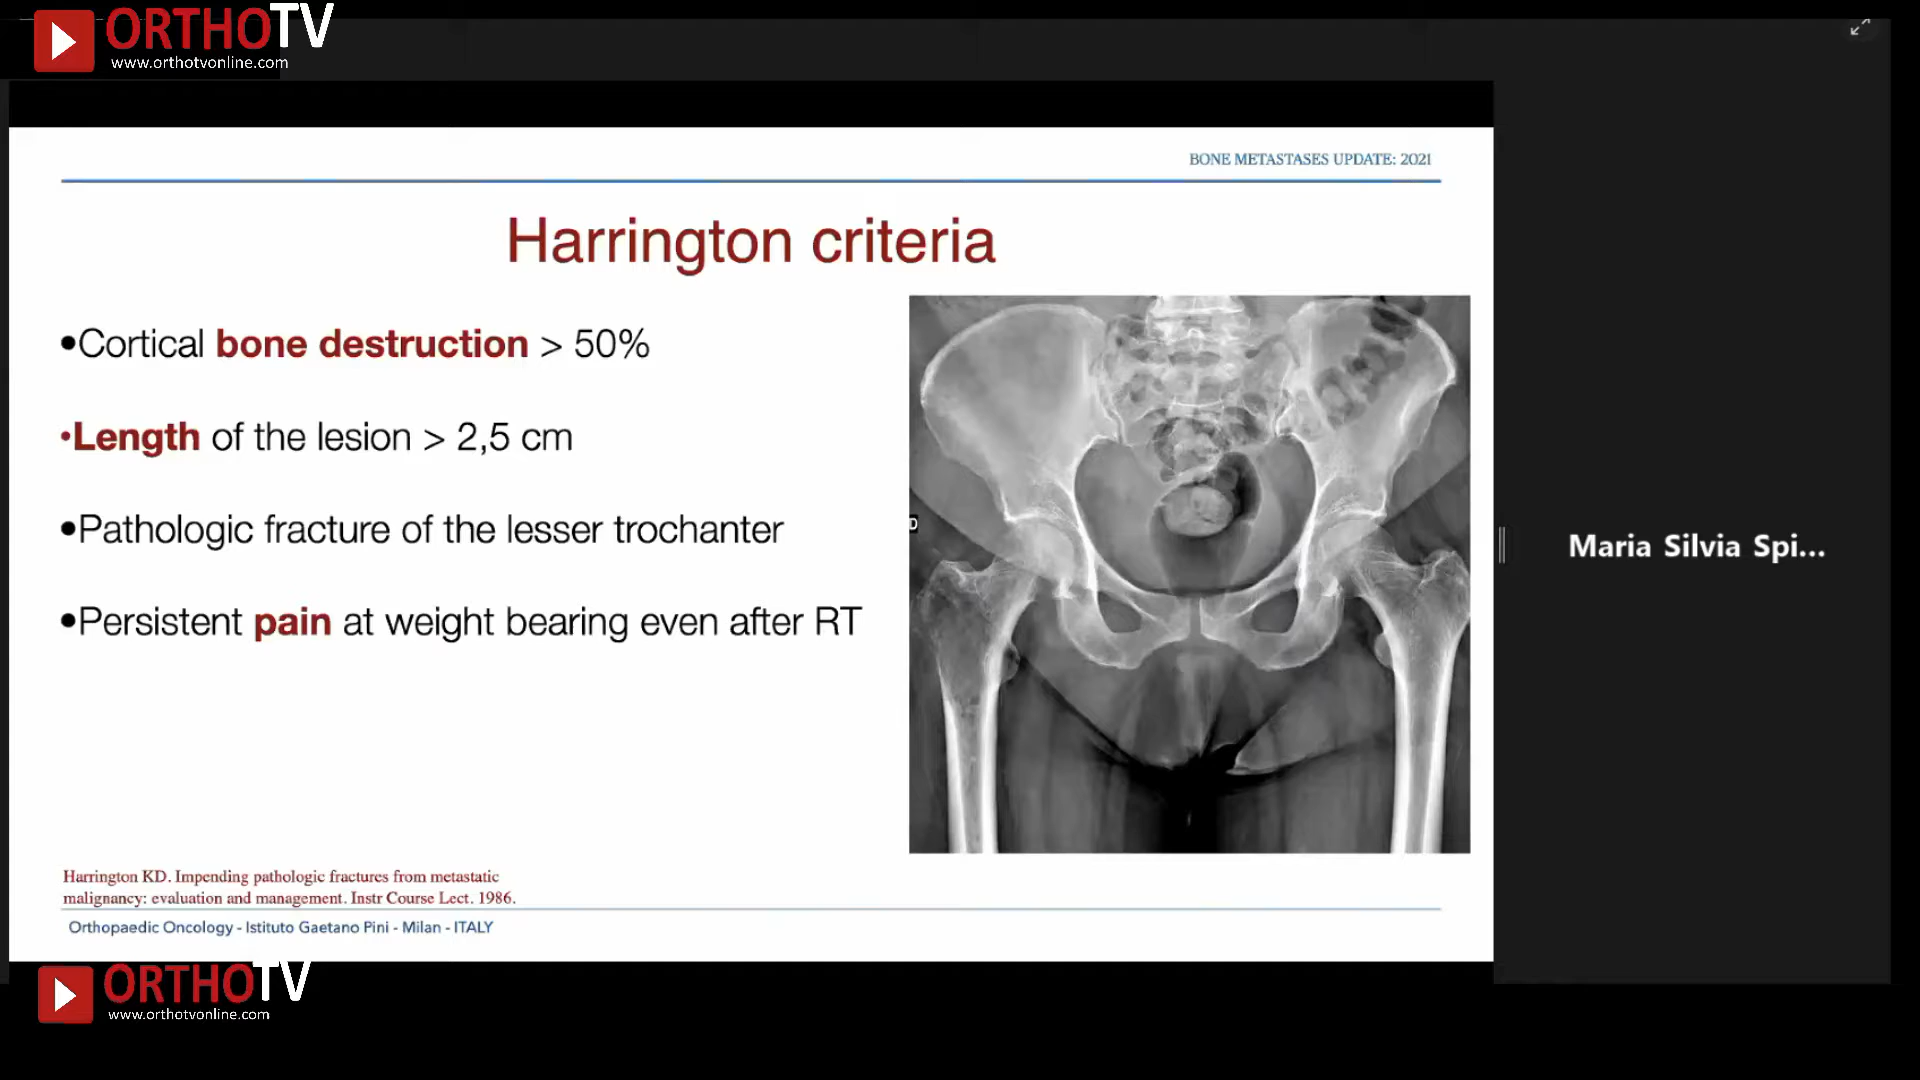 ORTHOTV
www.orthotvonline.com
BONE METASTASES UPDATE: 2021
Harrington criteria
•Cortical bone destruction > 50%
•Length of the lesion > 2,5 cm
•Pathologic fracture of the lesser trochanter
•Persistent pain at weight bearing even after RT
D
Maria Silvia Spi...
Harrington KD. Impending pathologic fractures from metastatic
malignancy: evaluation and management. Instr Course Lect. 1986.
Orthopaedic Oncology - Istituto Gaetano Pini - Milan - ITALY
ORTHOTV
www.orthotvonline.com